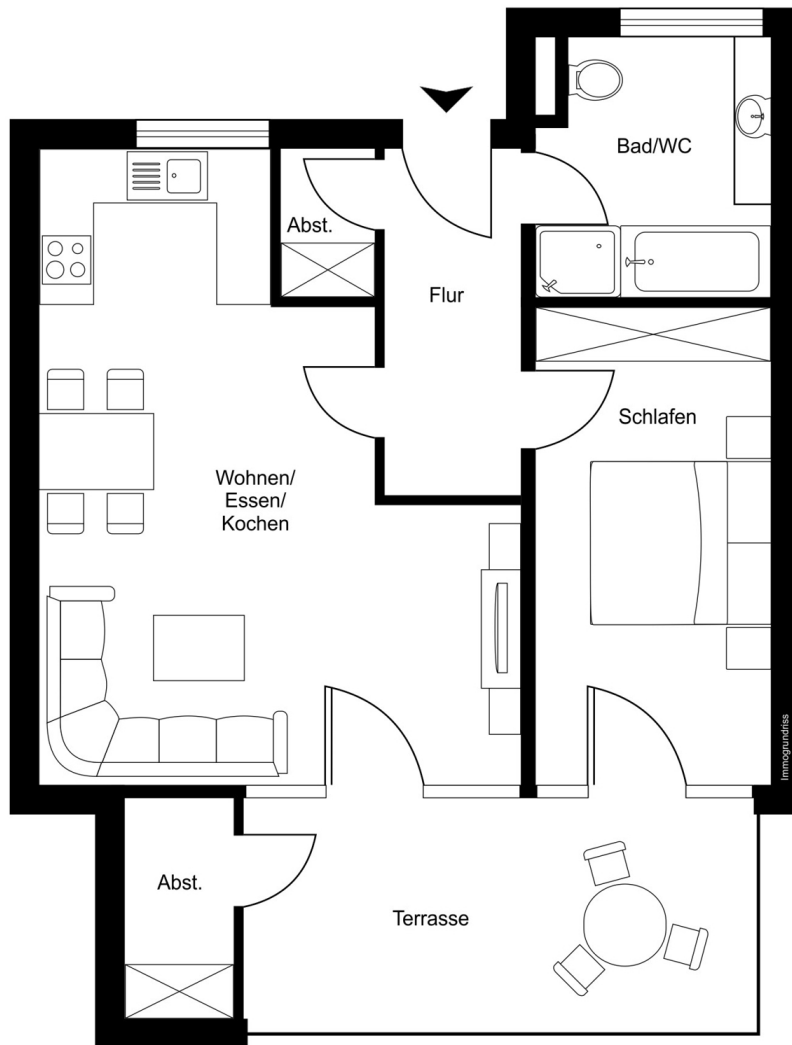 Bad/WC
Abst.
Flur
Schlafen
Wohnen/
Essen/
Kochen
Immogrundriss
Abst.
Terrasse